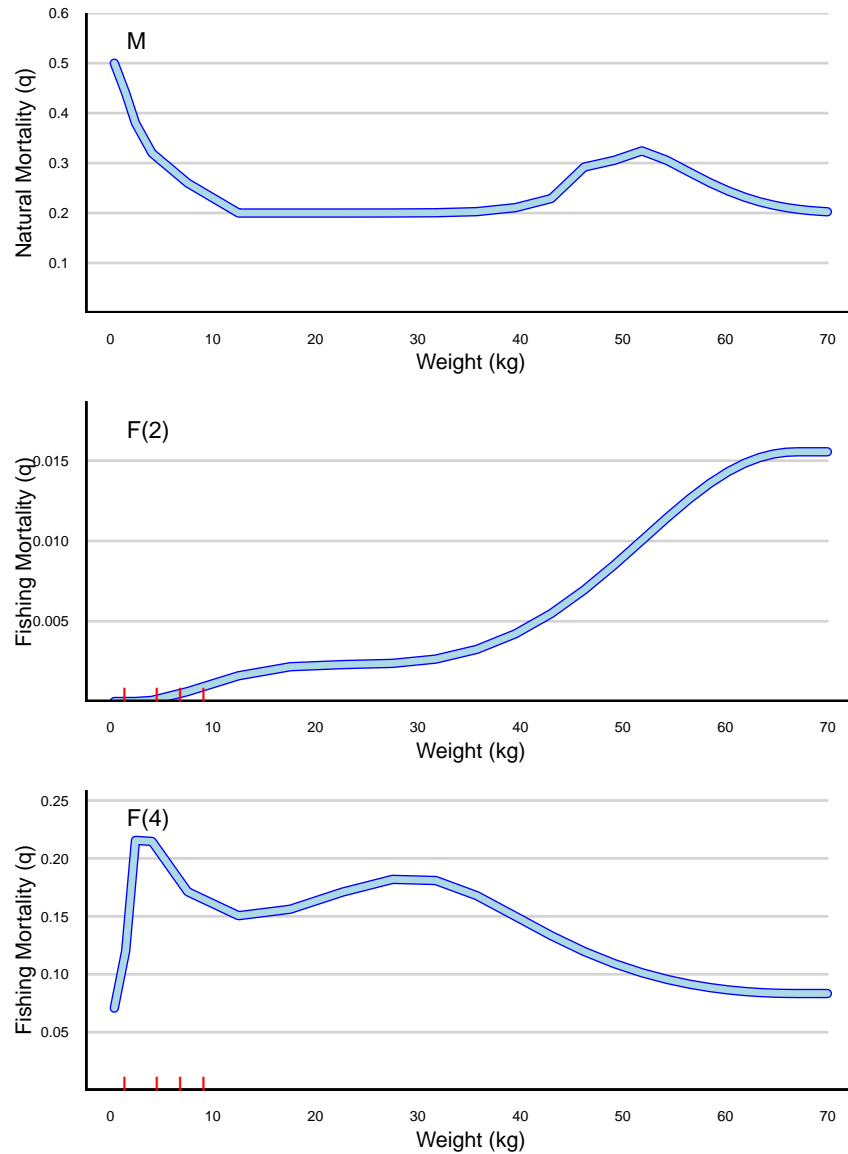 M
Natural Mortality (q)
0.6
0.5
0.4
0.3
0.2
0.1
0 10 20 30 40 50 60 70
Weight (kg)
F(2)
Fishing Mortality (q)
0.015
0.010
0.005
0 10 20 30 40 50 60 70
Weight (kg)
F(4)
Fishing Mortality (q)
0.25
0.20
0.15
0.10
0.05
0 10 20 30 40 50 60 70
Weight (kg)